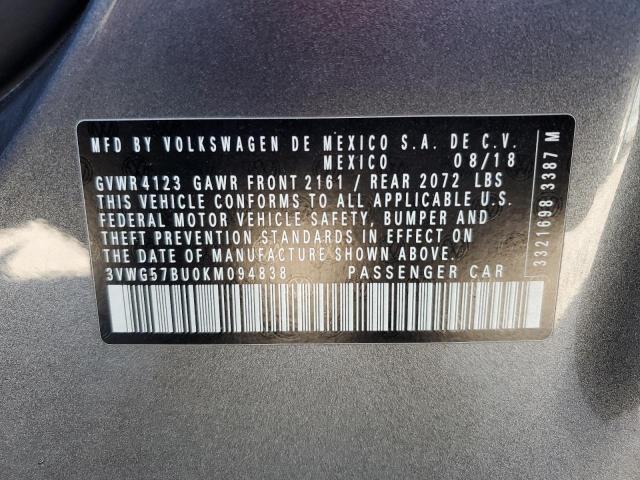 MFD BY VOLKSWAGEN DE MEXICO S.A. DE C.V.
MEXICO 08/18
GVWR 4123 GAWR FRONT 2161 / REAR 2072 LBS
THIS VEHICLE CONFORMS TO ALL APPLICABLE U.S.
FEDERAL MOTOR VEHICLE SAFETY, BUMPER AND
THEFT PREVENTION STANDARDS IN EFFECT ON
THE DATE OF MANUFACTURE SHOWN ABOVE.
3VWG57BU0KM094838 PASSENGER CAR
3321698 3387 M